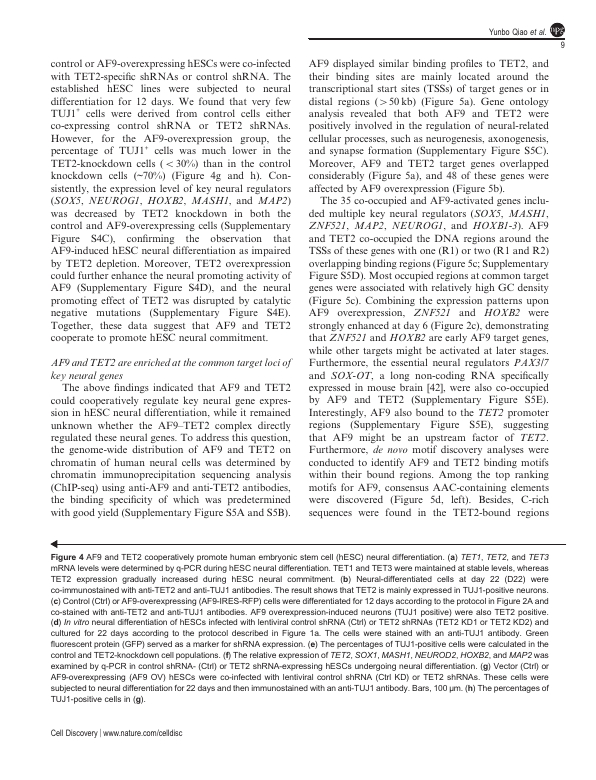 Yunbo Qiao et al.
npg
9
control or AF9-overexpressing hESCs were co-infected
with TET2-specific shRNAs or control shRNA. The
established hESC lines were subjected to neural
differentiation for 12 days. We found that very few
TUJ1+ cells were derived from control cells either
co-expressing control shRNA or TET2 shRNAs.
However, for the AF9-overexpression group, the
percentage of TUJ1+ cells was much lower in the
TET2-knockdown cells (<30%) than in the control
knockdown cells (~70%) (Figure 4g and h). Con-
sistently, the expression level of key neural regulators
(SOX5, NEUROG1, HOXB2, MASH1, and MAP2)
was decreased by TET2 knockdown in both the
control and AF9-overexpressing cells (Supplementary
Figure S4C), confirming the observation that
AF9-induced hESC neural differentiation as impaired
by TET2 depletion. Moreover, TET2 overexpression
could further enhance the neural promoting activity of
AF9 (Supplementary Figure S4D), and the neural
promoting effect of TET2 was disrupted by catalytic
negative mutations (Supplementary Figure S4E).
Together, these data suggest that AF9 and TET2
cooperate to promote hESC neural commitment.
AF9 and TET2 are enriched at the common target loci of
key neural genes
The above findings indicated that AF9 and TET2
could cooperatively regulate key neural gene expres-
sion in hESC neural differentiation, while it remained
unknown whether the AF9–TET2 complex directly
regulated these neural genes. To address this question,
the genome-wide distribution of AF9 and TET2 on
chromatin of human neural cells was determined by
chromatin immunoprecipitation sequencing analysis
(ChIP-seq) using anti-AF9 and anti-TET2 antibodies,
the binding specificity of which was predetermined
with good yield (Supplementary Figure S5A and S5B).
AF9 displayed similar binding profiles to TET2, and
their binding sites are mainly located around the
transcriptional start sites (TSSs) of target genes or in
distal regions (>50 kb) (Figure 5a). Gene ontology
analysis revealed that both AF9 and TET2 were
positively involved in the regulation of neural-related
cellular processes, such as neurogenesis, axonogenesis,
and synapse formation (Supplementary Figure S5C).
Moreover, AF9 and TET2 target genes overlapped
considerably (Figure 5a), and 48 of these genes were
affected by AF9 overexpression (Figure 5b).
The 35 co-occupied and AF9-activated genes inclu-
ded multiple key neural regulators (SOX5, MASH1,
ZNF521, MAP2, NEUROG1, and HOXB1-3). AF9
and TET2 co-occupied the DNA regions around the
TSSs of these genes with one (R1) or two (R1 and R2)
overlapping binding regions (Figure 5c; Supplementary
Figure S5D). Most occupied regions at common target
genes were associated with relatively high GC density
(Figure 5c). Combining the expression patterns upon
AF9 overexpression, ZNF521 and HOXB2 were
strongly enhanced at day 6 (Figure 2c), demonstrating
that ZNF521 and HOXB2 are early AF9 target genes,
while other targets might be activated at later stages.
Furthermore, the essential neural regulators PAX3/7
and SOX-OT, a long non-coding RNA specifically
expressed in mouse brain [42], were also co-occupied
by AF9 and TET2 (Supplementary Figure S5E).
Interestingly, AF9 also bound to the TET2 promoter
regions (Supplementary Figure S5E), suggesting
that AF9 might be an upstream factor of TET2.
Furthermore, de novo motif discovery analyses were
conducted to identify AF9 and TET2 binding motifs
within their bound regions. Among the top ranking
motifs for AF9, consensus AAC-containing elements
were discovered (Figure 5d, left). Besides, C-rich
sequences were found in the TET2-bound regions
Figure 4 AF9 and TET2 cooperatively promote human embryonic stem cell (hESC) neural differentiation. (a) TET1, TET2, and TET3
mRNA levels were determined by q-PCR during hESC neural differentiation. TET1 and TET3 were maintained at stable levels, whereas
TET2 expression gradually increased during hESC neural commitment. (b) Neural-differentiated cells at day 22 (D22) were
co-immunostained with anti-TET2 and anti-TUJ1 antibodies. The result shows that TET2 is mainly expressed in TUJ1-positive neurons.
(c) Control (Ctrl) or AF9-overexpressing (AF9-IRES-RFP) cells were differentiated for 12 days according to the protocol in Figure 2A and
co-stained with anti-TET2 and anti-TUJ1 antibodies. AF9 overexpression-induced neurons (TUJ1 positive) were also TET2 positive.
(d) In vitro neural differentiation of hESCs infected with lentiviral control shRNA (Ctrl) or TET2 shRNAs (TET2 KD1 or TET2 KD2) and
cultured for 22 days according to the protocol described in Figure 1a. The cells were stained with an anti-TUJ1 antibody. Green
fluorescent protein (GFP) served as a marker for shRNA expression. (e) The percentages of TUJ1-positive cells were calculated in the
control and TET2-knockdown cell populations. (f) The relative expression of TET2, SOX1, MASH1, NEUROD2, HOXB2, and MAP2 was
examined by q-PCR in control shRNA- (Ctrl) or TET2 shRNA-expressing hESCs undergoing neural differentiation. (g) Vector (Ctrl) or
AF9-overexpressing (AF9 OV) hESCs were co-infected with lentiviral control shRNA (Ctrl KD) or TET2 shRNAs. These cells were
subjected to neural differentiation for 22 days and then immunostained with an anti-TUJ1 antibody. Bars, 100 μm. (h) The percentages of
TUJ1-positive cells in (g).
Cell Discovery | www.nature.com/celldisc